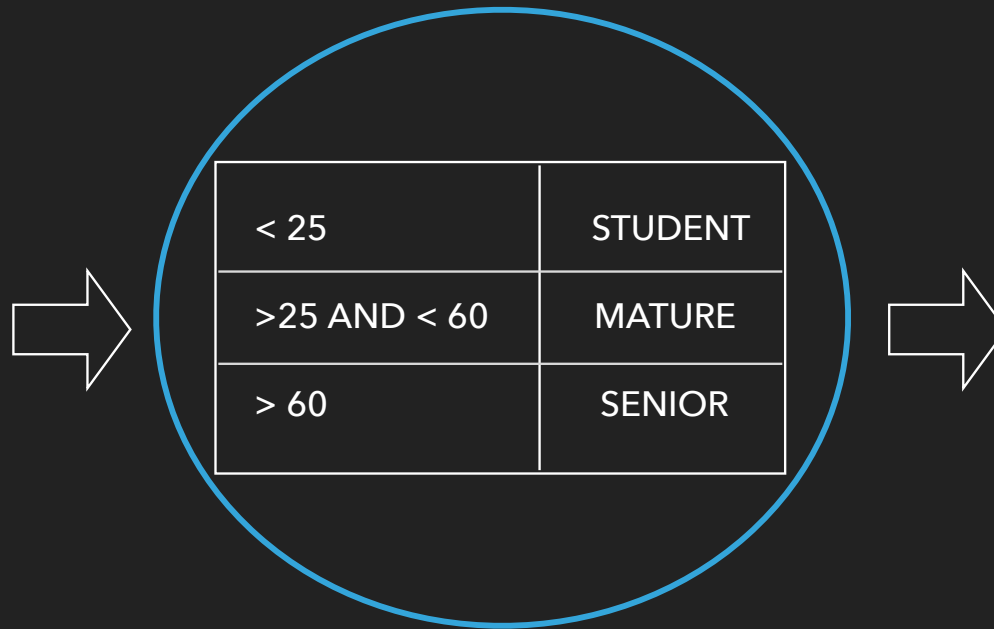 < 25 STUDENT
>25 AND < 60 MATURE
> 60 SENIOR